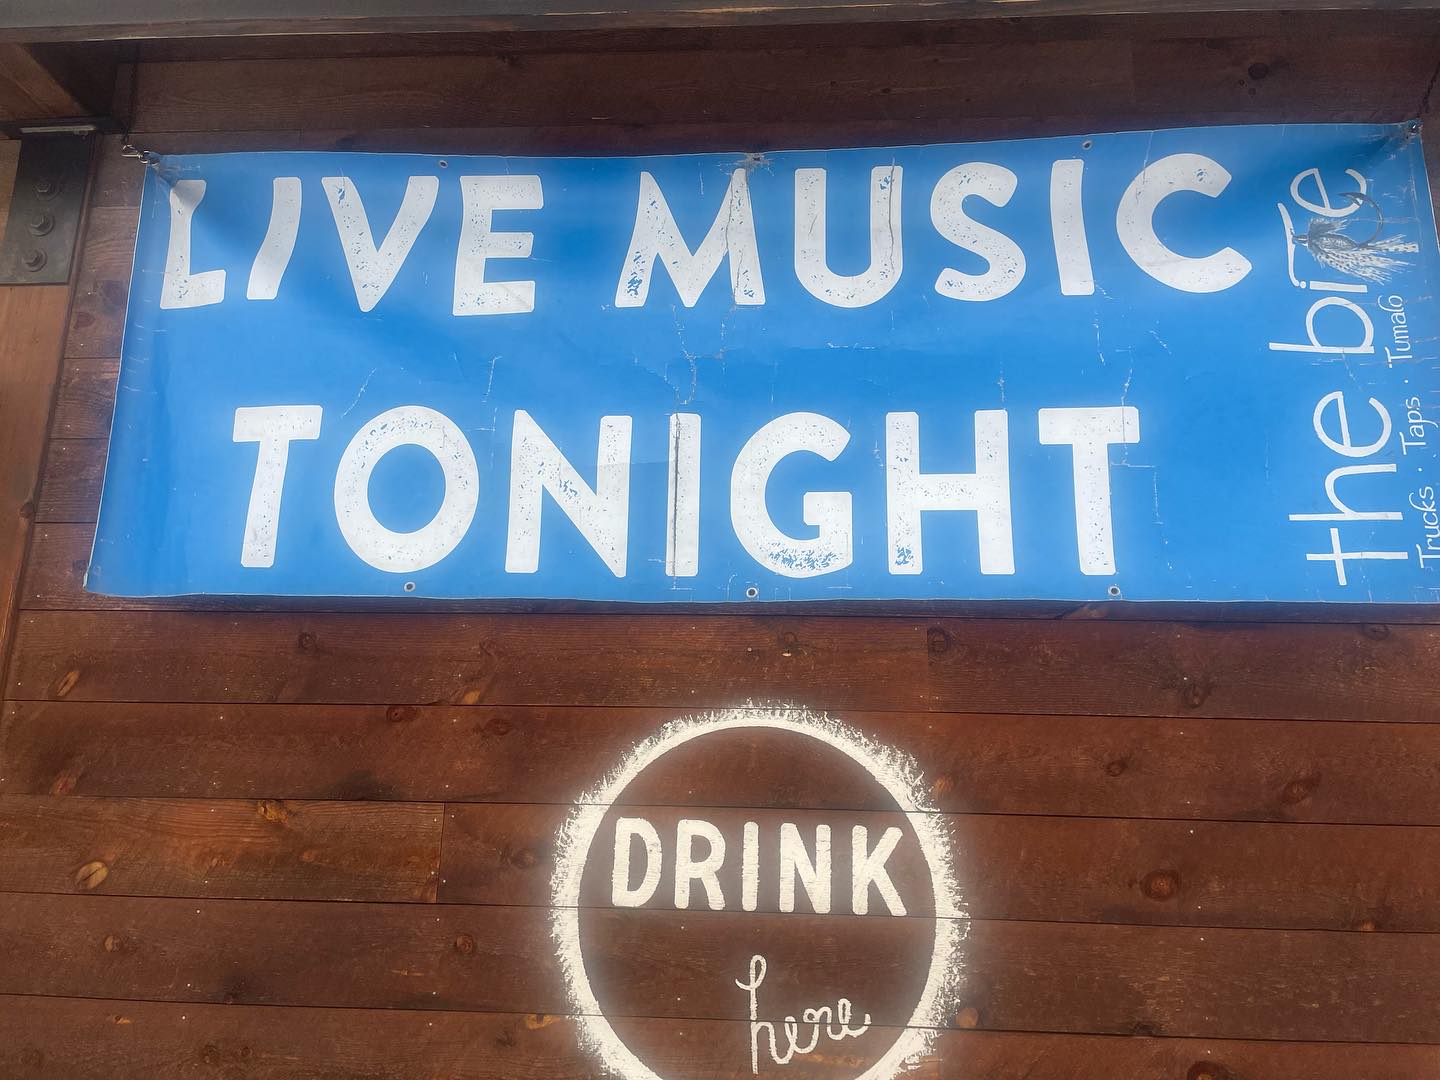 LIVE MUSIC
TONIGHT
the bite
Trucks · Taps · Tumalo
DRINK
here